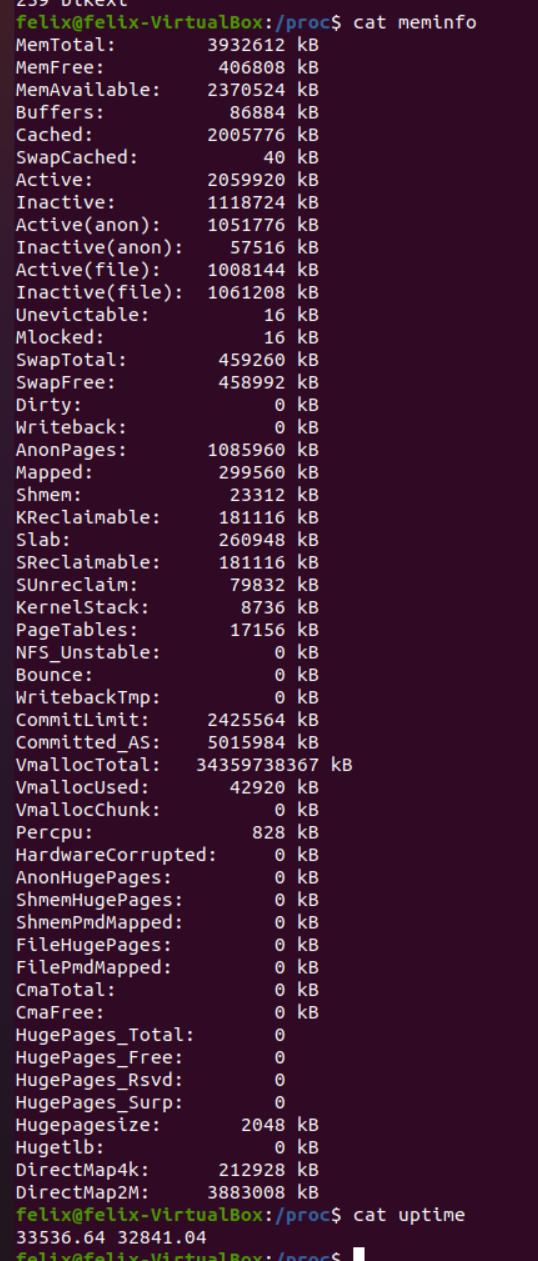 239 blkext
felix@felix-VirtualBox:/proc$ cat meminfo
MemTotal:        3932612 kB
MemFree:          406808 kB
MemAvailable:    2370524 kB
Buffers:           86884 kB
Cached:          2005776 kB
SwapCached:           40 kB
Active:          2059920 kB
Inactive:        1118724 kB
Active(anon):    1051776 kB
Inactive(anon):    57516 kB
Active(file):    1008144 kB
Inactive(file):  1061208 kB
Unevictable:          16 kB
Mlocked:              16 kB
SwapTotal:        459260 kB
SwapFree:         458992 kB
Dirty:                 0 kB
Writeback:             0 kB
AnonPages:       1085960 kB
Mapped:           299560 kB
Shmem:             23312 kB
KReclaimable:     181116 kB
Slab:             260948 kB
SReclaimable:     181116 kB
SUnreclaim:        79832 kB
KernelStack:        8736 kB
PageTables:        17156 kB
NFS_Unstable:          0 kB
Bounce:                0 kB
WritebackTmp:          0 kB
CommitLimit:     2425564 kB
Committed_AS:    5015984 kB
VmallocTotal:   34359738367 kB
VmallocUsed:       42920 kB
VmallocChunk:          0 kB
Percpu:              828 kB
HardwareCorrupted:     0 kB
AnonHugePages:         0 kB
ShmemHugePages:        0 kB
ShmemPmdMapped:        0 kB
FileHugePages:         0 kB
FilePmdMapped:         0 kB
CmaTotal:              0 kB
CmaFree:               0 kB
HugePages_Total:       0
HugePages_Free:        0
HugePages_Rsvd:        0
HugePages_Surp:        0
Hugepagesize:       2048 kB
Hugetlb:               0 kB
DirectMap4k:      212928 kB
DirectMap2M:     3883008 kB
felix@felix-VirtualBox:/proc$ cat uptime
33536.64 32841.04
felix@felix-VirtualBox:/proc$